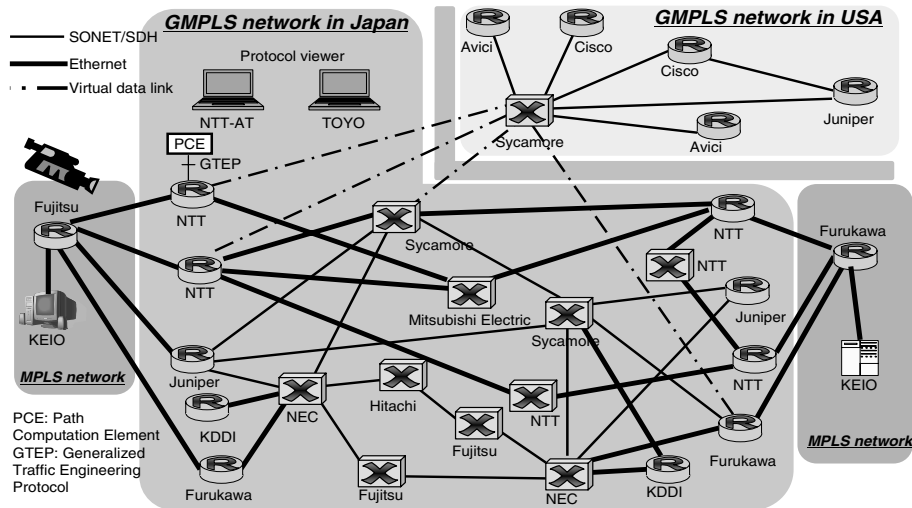 SONET/SDH
Ethernet
Virtual data link
GMPLS network in Japan
Protocol viewer
NTT-AT
TOYO
PCE
GTEP
NTT
GMPLS network in USA
Avici
Cisco
Cisco
Juniper
Sycamore
Avici
Fujitsu
KEIO
MPLS network
Sycamore
NTT
NTT
NTT
Mitsubishi Electric
Juniper
Sycamore
Juniper
KDDI
NEC
Hitachi
NTT
NTT
Fujitsu
Furukawa
Fujitsu
NEC
KDDI
Furukawa
Furukawa
KEIO
MPLS network
PCE: Path
Computation Element
GTEP: Generalized
Traffic Engineering
Protocol